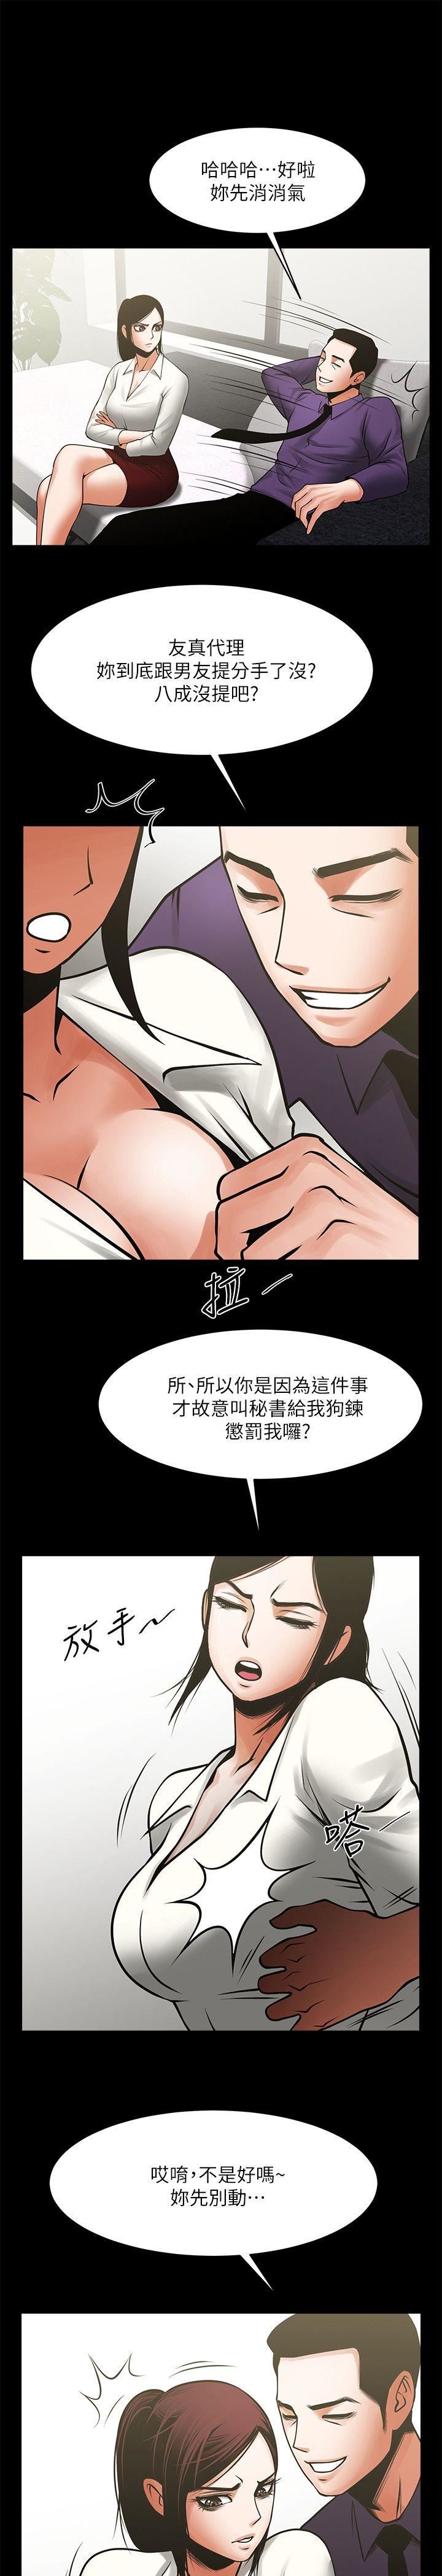 哈哈哈⋯好啦
妳先消消氣
友真代理
妳到底跟男友提分手了沒?
八成沒提吧?
拉—
所、所以你是因為這件事
才故意叫秘書給我狗鍊
懲罰我囉?
放手~
嗒—
哎唷,不是好嗎~
妳先別動⋯